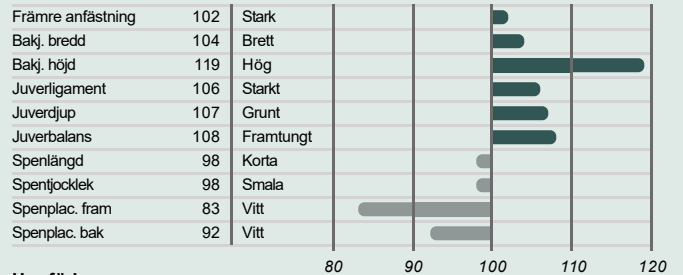 Främre anfästning 102 Stark
Bakj. bredd 104 Brett
Bakj. höjd 119 Hög
Juverligament 106 Starkt
Juverdjup 107 Grunt
Juverbalans 108 Framtungt
Spenlängd 98 Korta
Spentjocklek 98 Smala
Spenplac. fram 83 Vitt
Spenplac. bak 92 Vitt
80 90 100 110 120